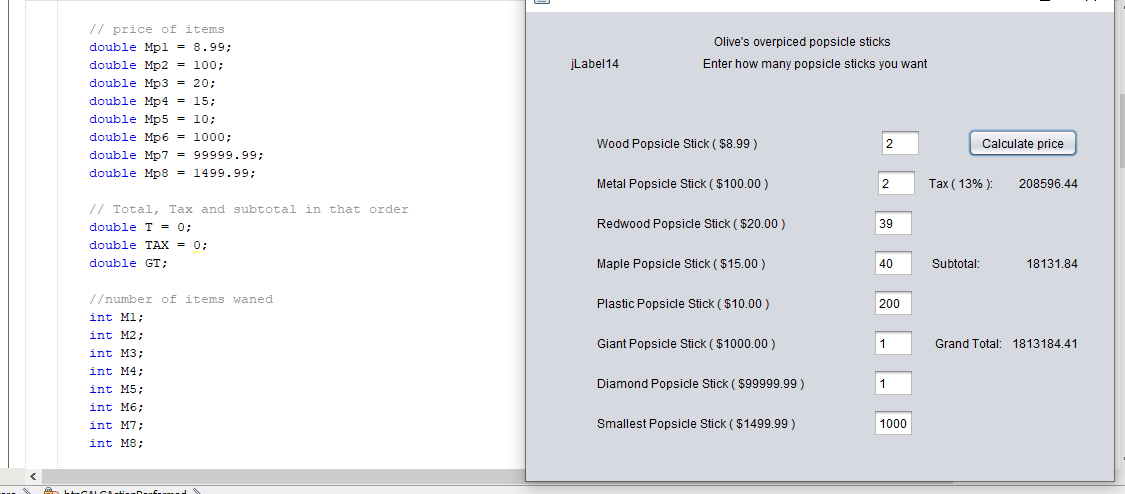 // price of items
double Mp1 = 8.99;
double Mp2 = 100;
double Mp3 = 20;
double Mp4 = 15;
double Mp5 = 10;
double Mp6 = 1000;
double Mp7 = 99999.99;
double Mp8 = 1499.99;
// Total, Tax and subtotal in that order
double T = 0;
double TAX = 0;
double GT;
//number of items waned
int M1;
int M2;
int M3;
int M4;
int M5;
int M6;
int M7;
int M8;
Olive's overpiced popsicle sticks
jLabel14 Enter how many popsicle sticks you want
Wood Popsicle Stick ( $8.99 ) 2 Calculate price
Metal Popsicle Stick ( $100.00 ) 2 Tax ( 13% ): 208596.44
Redwood Popsicle Stick ( $20.00 ) 39
Maple Popsicle Stick ( $15.00 ) 40 Subtotal: 18131.84
Plastic Popsicle Stick ( $10.00 ) 200
Giant Popsicle Stick ( $1000.00 ) 1 Grand Total: 1813184.41
Diamond Popsicle Stick ( $99999.99 ) 1
Smallest Popsicle Stick ( $1499.99 ) 1000